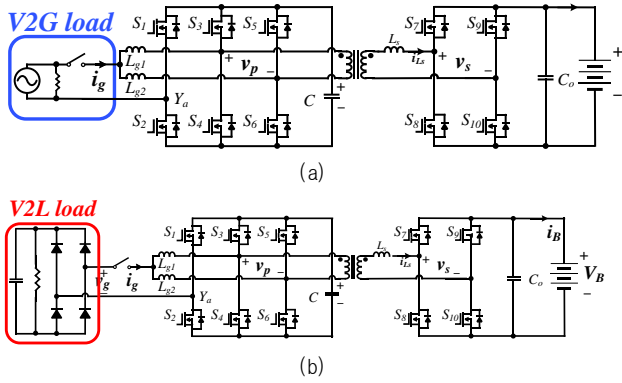 V2G load
S1 S3 S5 S7 S9
Lg1 Lg2 ig
+ vp −
Ls iLs
+ vs −
Ya
C + −
Co
+ −
S2 S4 S6 S8 S10
(a)
V2L load
S1 S3 S5 S7 S9
+ vg − ig
Lg1 Lg2
+ vp −
Ls iLs
+ vs −
iB
Ya
C + −
Co
+ VB −
S2 S4 S6 S8 S10
(b)